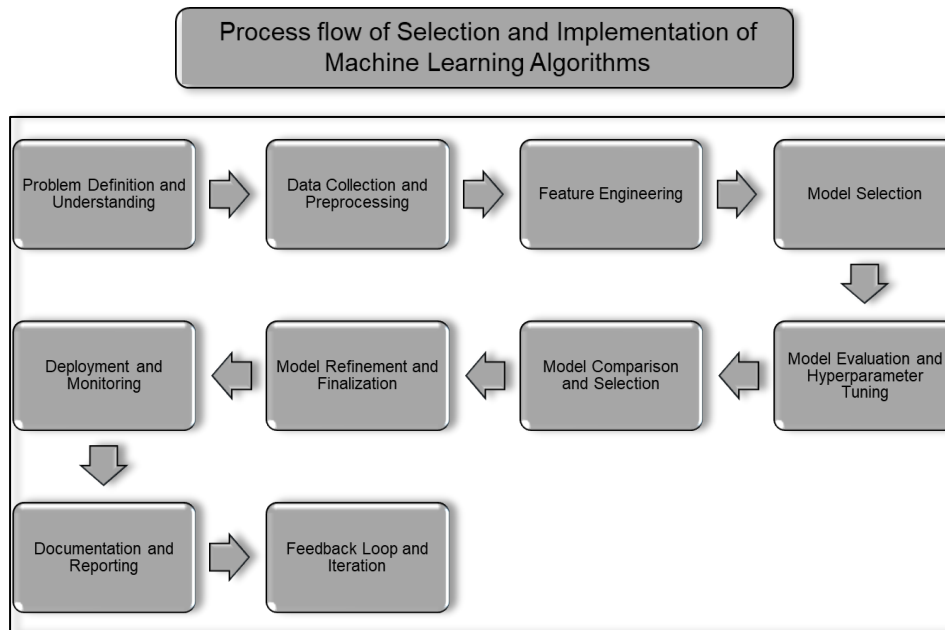 Process flow of Selection and Implementation of
Machine Learning Algorithms
Problem Definition and
Understanding
Data Collection and
Preprocessing
Feature Engineering
Model Selection
Model Evaluation and
Hyperparameter
Tuning
Model Comparison
and Selection
Model Refinement and
Finalization
Deployment and
Monitoring
Documentation and
Reporting
Feedback Loop and
Iteration